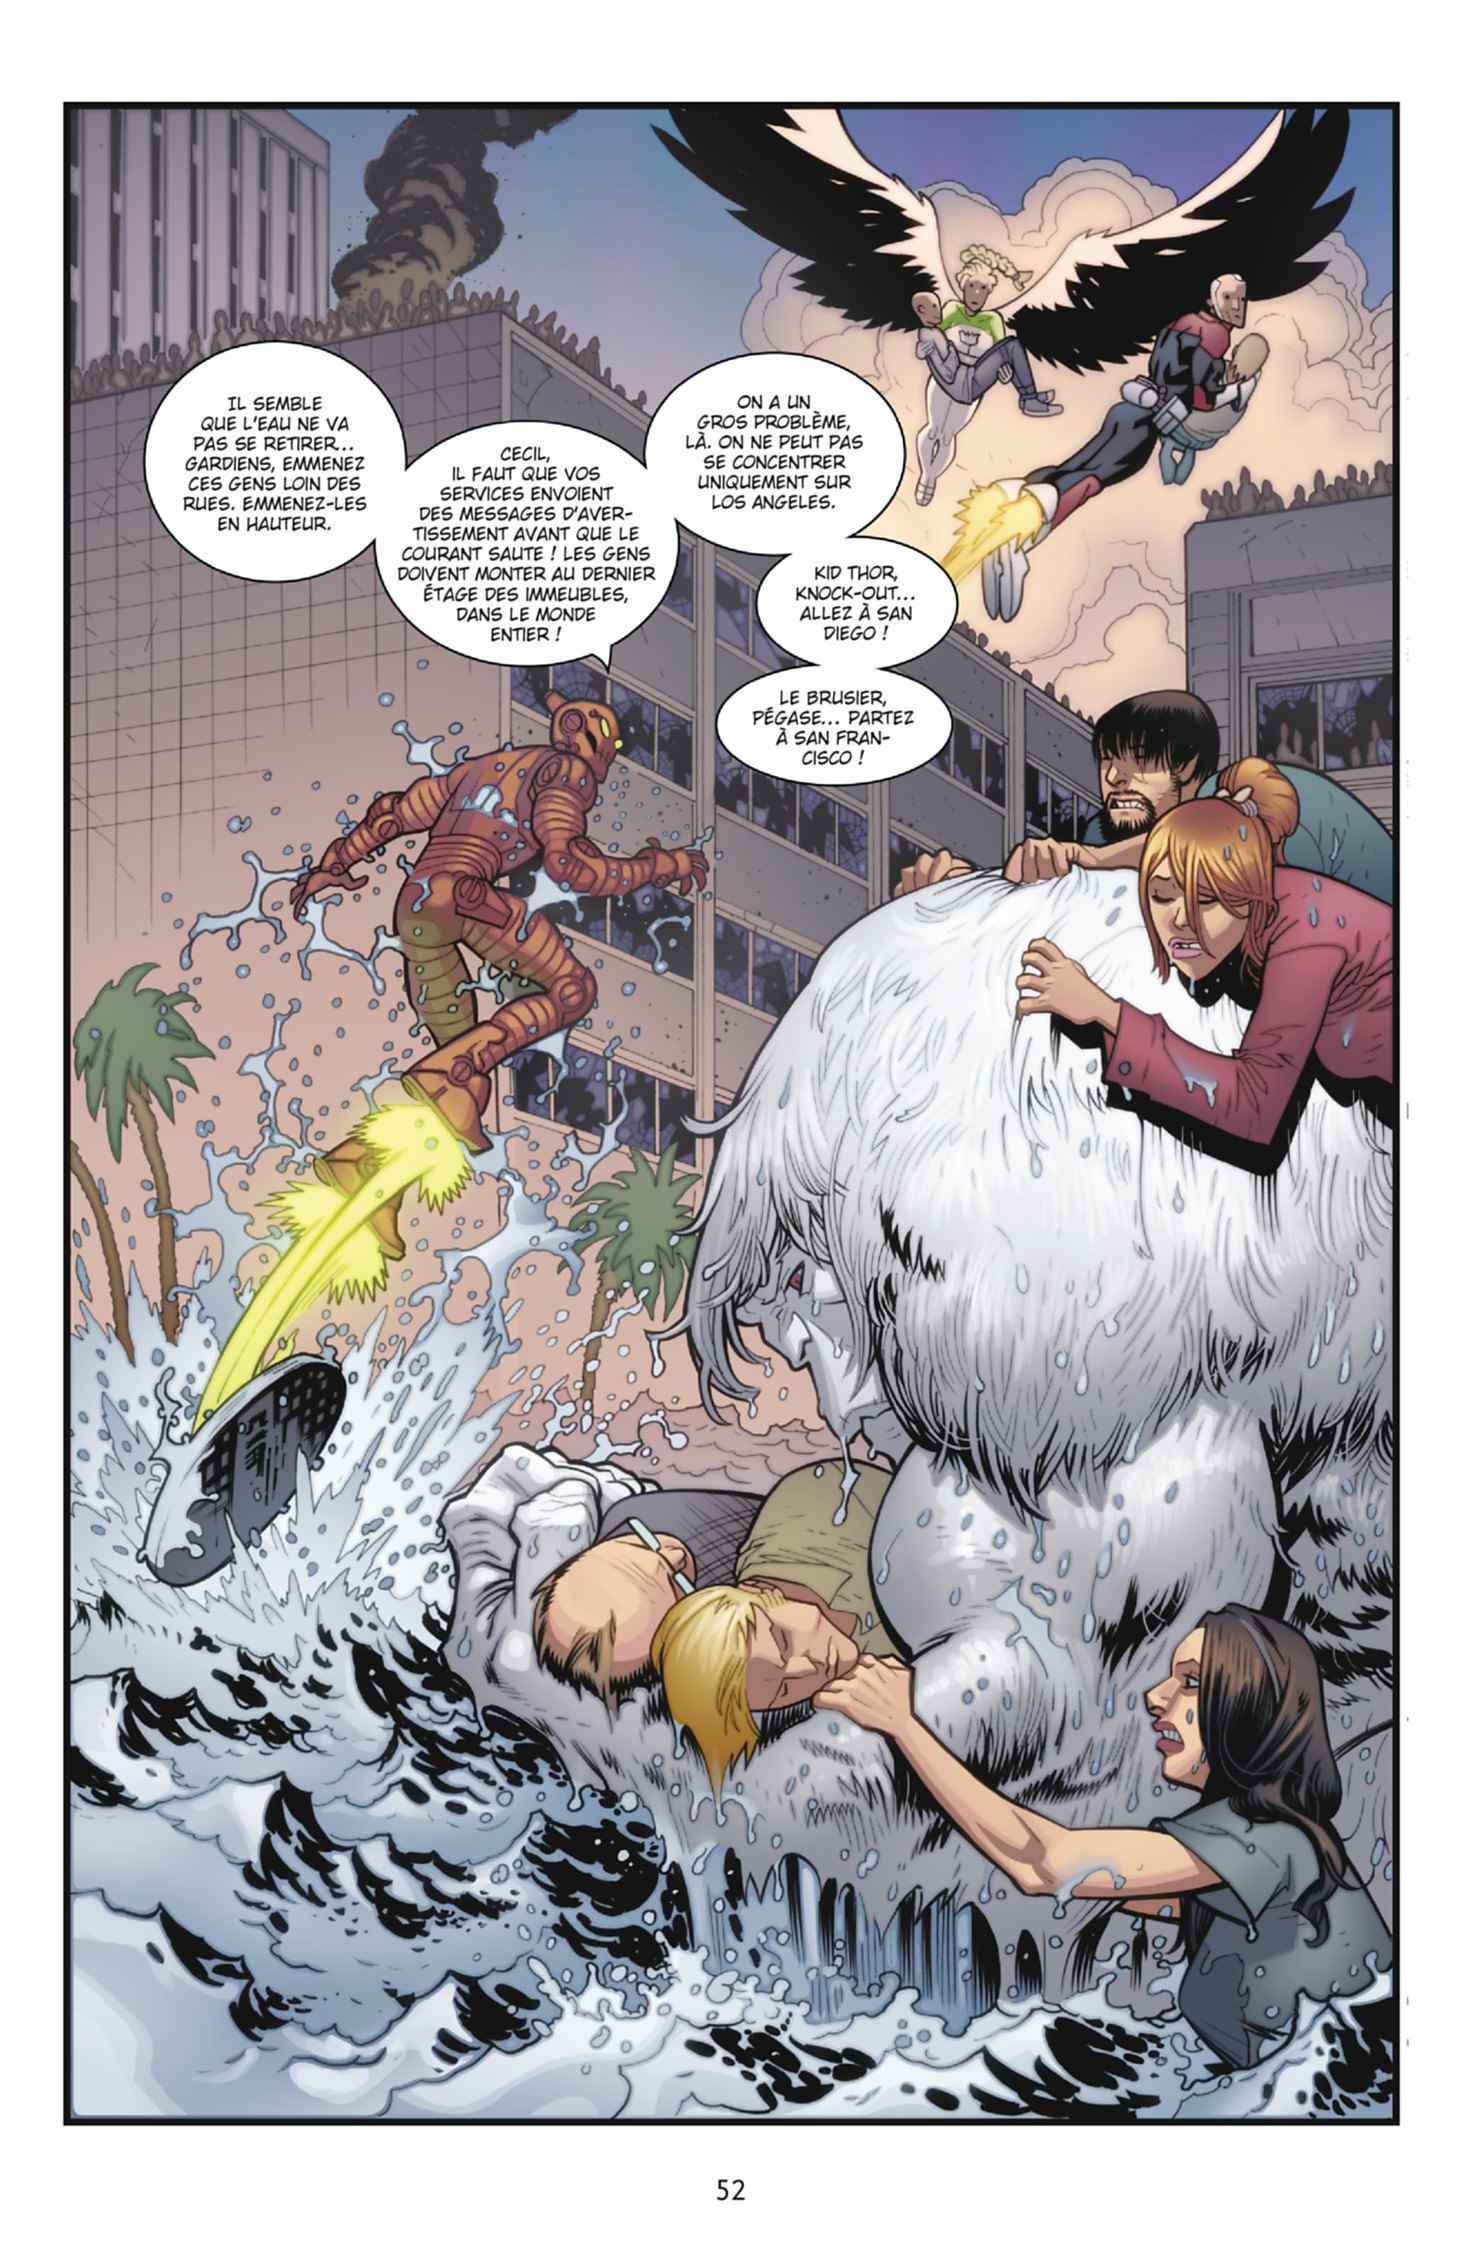 IL SEMBLE
QUE L'EAU NE VA
PAS SE RETIRER...
GARDIENS, EMMENEZ
CES GENS LOIN DES
RUES. EMMENEZ-LES
EN HAUTEUR.
CECIL,
IL FAUT QUE VOS
SERVICES ENVOIENT
DES MESSAGES D'AVER-
TISSEMENT AVANT QUE LE
COURANT SAUTE ! LES GENS
DOIVENT MONTER AU DERNIER
ÉTAGE DES IMMEUBLES,
DANS LE MONDE
ENTIER !
ON A UN
GROS PROBLÈME,
LÀ. ON NE PEUT PAS
SE CONCENTRER
UNIQUEMENT SUR
LOS ANGELES.
KID THOR,
KNOCK-OUT...
ALLEZ À SAN
DIEGO !
LE BRUSIER,
PÉGASE... PARTEZ
À SAN FRAN-
CISCO !
52